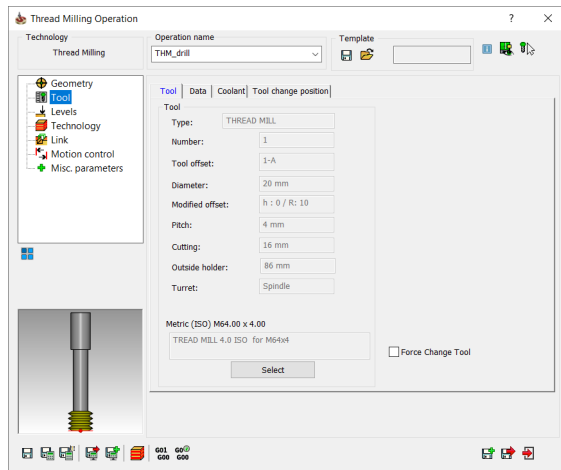 Thread Milling Operation
? ×
Technology
Thread Milling
Operation name
THM_drill
Template
Geometry
Tool
Levels
Technology
Link
Motion control
Misc. parameters
Tool Data Coolant Tool change position
Tool
Type: THREAD MILL
Number: 1
Tool offset: 1-A
Diameter: 20 mm
Modified offset: h : 0 / R: 10
Pitch: 4 mm
Cutting: 16 mm
Outside holder: 86 mm
Turret: Spindle
Metric (ISO) M64.00 x 4.00
TREAD MILL 4.0 ISO for M64x4
Force Change Tool
Select
G01 G0
G00 G00